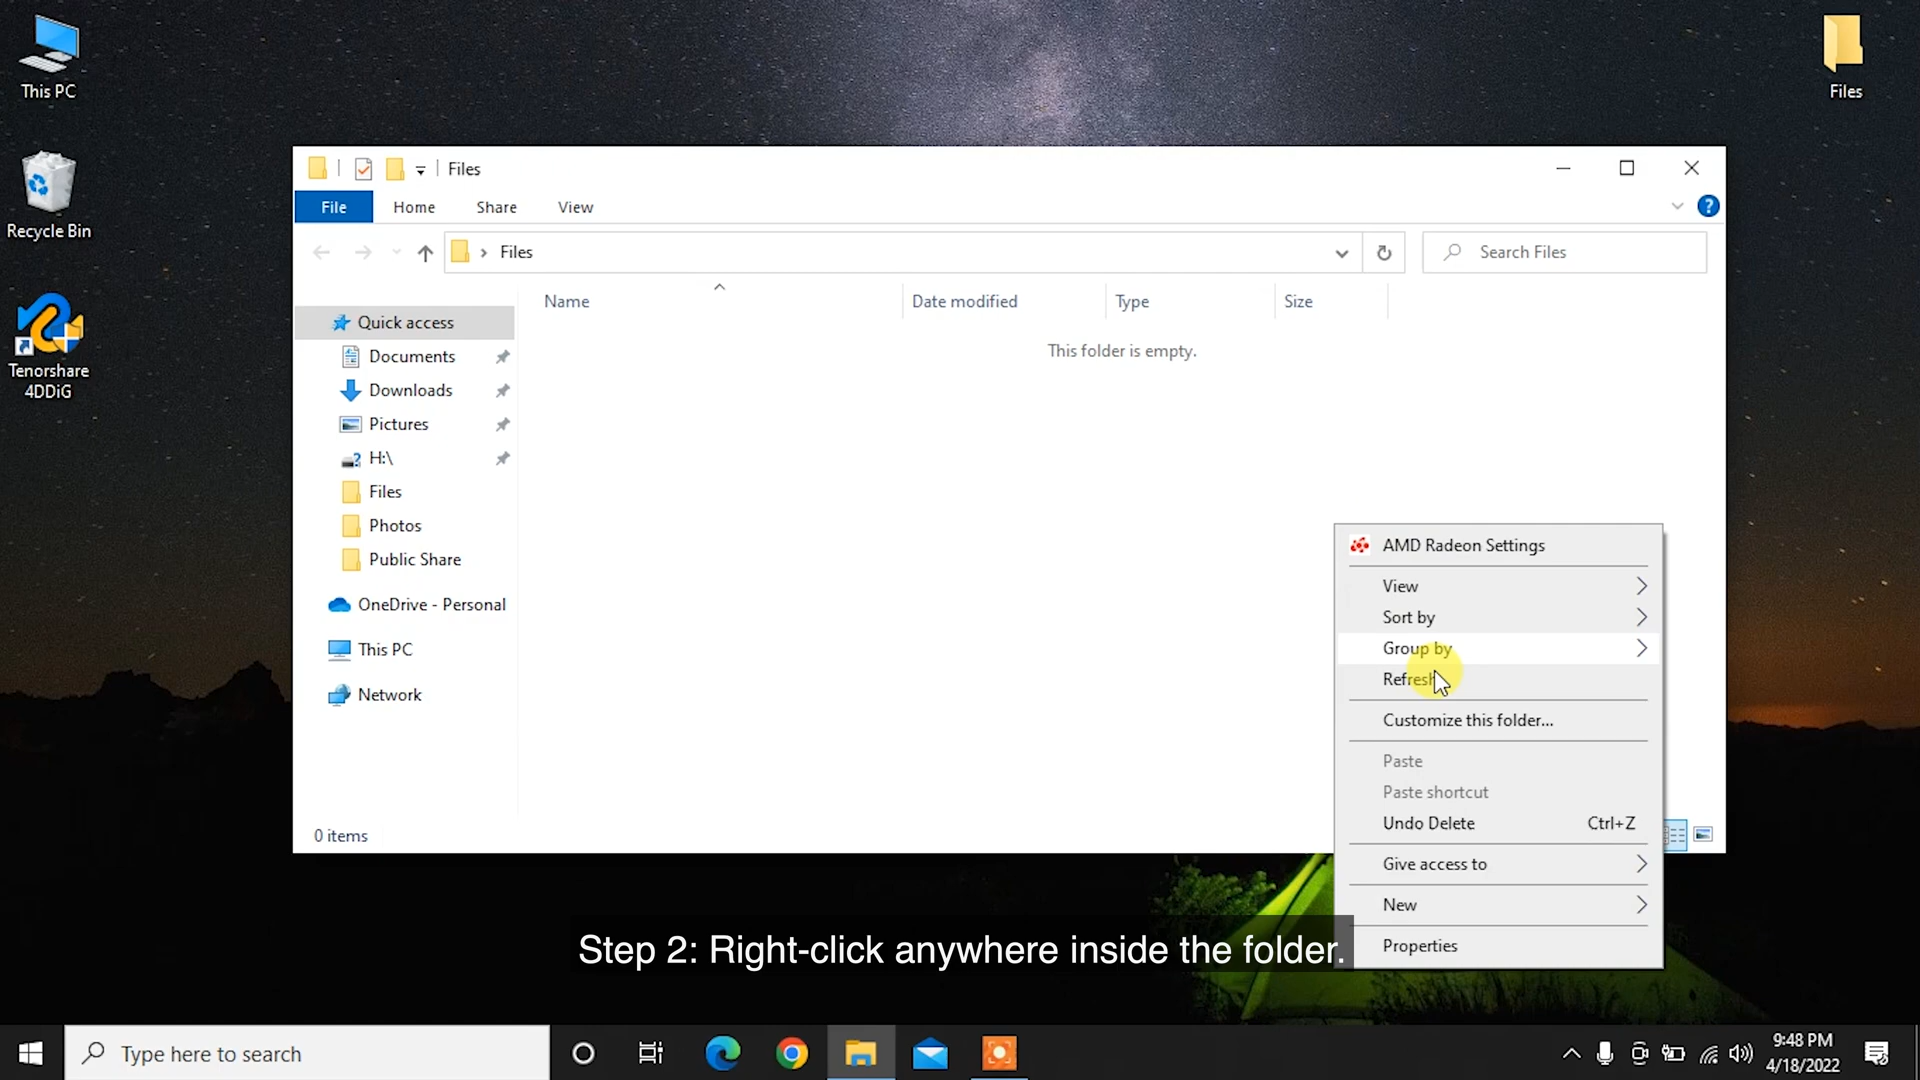 This PC
Recycle Bin
Tenorshare
4DDiG
Files
Files
File
Home
Share
View
Files
Search Files
Name
Date modified
Type
Size
This folder is empty.
Quick access
Documents
Downloads
Pictures
H:\
Files
Photos
Public Share
OneDrive - Personal
This PC
Network
0 items
AMD Radeon Settings
View
Sort by
Group by
Refresh
Customize this folder...
Paste
Paste shortcut
Undo Delete Ctrl+Z
Give access to
New
Properties
Step 2: Right-click anywhere inside the folder.
Type here to search
9:48 PM
4/18/2022